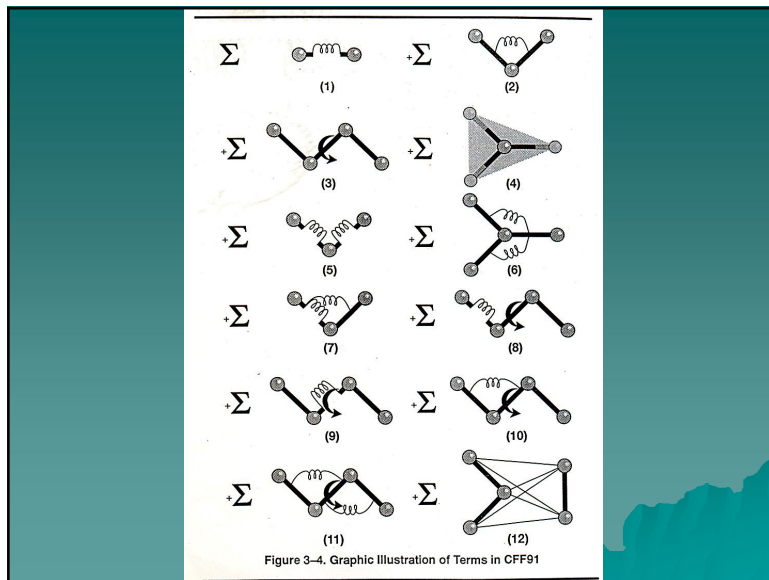 Σ +Σ
(1) (2)
+Σ +Σ
(3) (4)
+Σ +Σ
(5) (6)
+Σ +Σ
(7) (8)
+Σ +Σ
(9) (10)
+Σ +Σ
(11) (12)
Figure 3–4. Graphic Illustration of Terms in CFF91